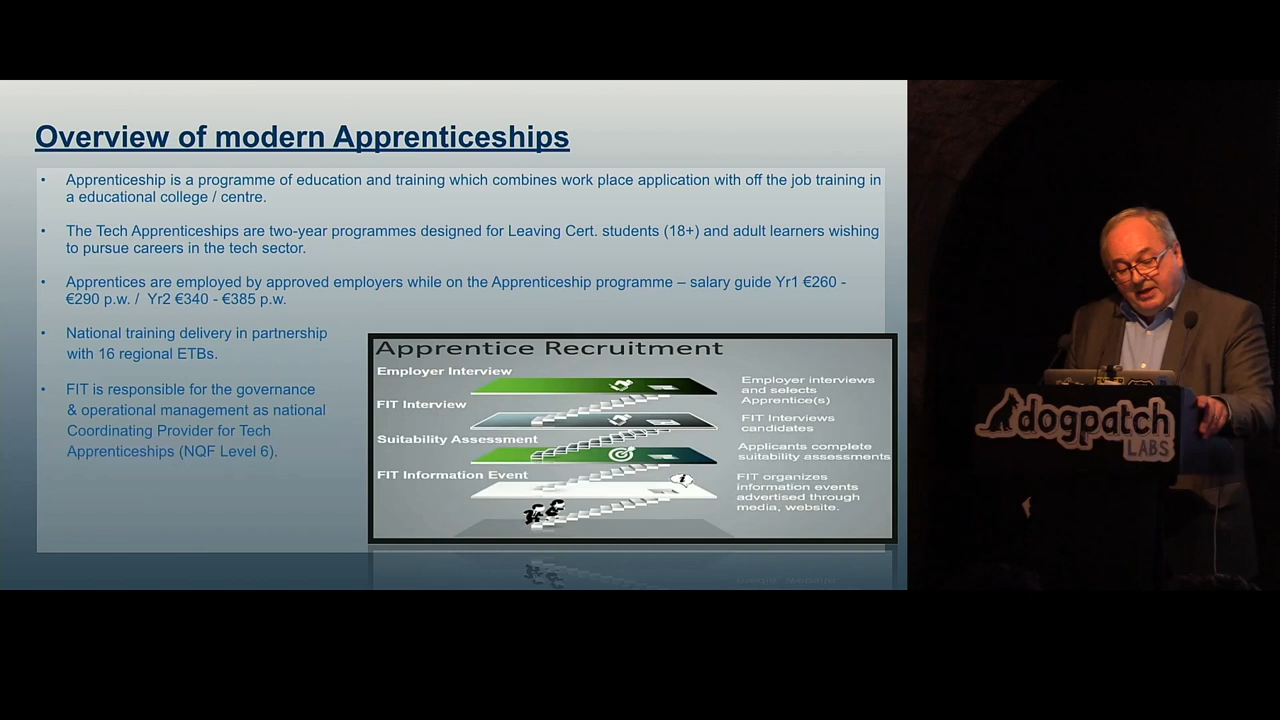 Overview of modern Apprenticeships
• Apprenticeship is a programme of education and training which combines work place application with off the job training in
a educational college / centre.
• The Tech Apprenticeships are two-year programmes designed for Leaving Cert. students (18+) and adult learners wishing
to pursue careers in the tech sector.
• Apprentices are employed by approved employers while on the Apprenticeship programme – salary guide Yr1 €260 -
€290 p.w. / Yr2 €340 - €385 p.w.
• National training delivery in partnership
with 16 regional ETBs.
• FIT is responsible for the governance
& operational management as national
Coordinating Provider for Tech
Apprenticeships (NQF Level 6).
Apprentice Recruitment
Employer Interview
Employer interviews
and selects
Apprentice(s)
FIT Interview
FIT Interviews
candidates
Suitability Assessment
Applicants complete
suitability assessments
FIT Information Event
FIT organizes
information events
advertised through
media, website.
dogpatch
LABS